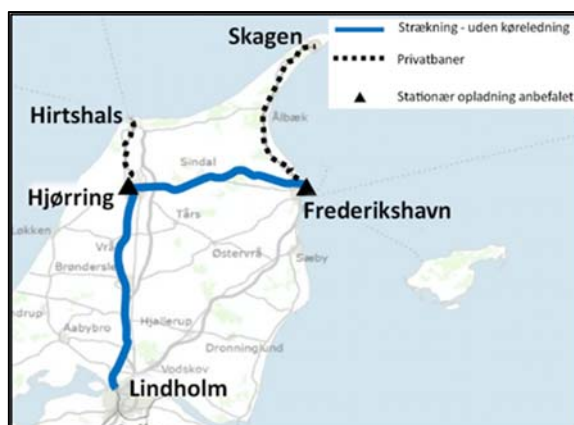 Strækning - uden køreledning
Privatbaner
Stationær opladning anbefalet
Skagen
Hirtshals
Ålbæk
Sindal
Hjørring
Frederikshavn
Løkken
Tårs
Vrå
Østervrå
Sæby
Brønderslev
Aabybro
Hjallerup
Dronninglund
Vodskov
Lindholm